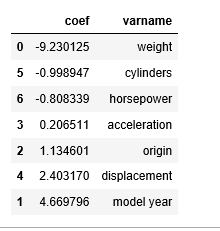 coef varname
0 -9.230125 weight
5 -0.998947 cylinders
6 -0.808339 horsepower
3 0.206511 acceleration
2 1.134601 origin
4 2.403170 displacement
1 4.669796 model year